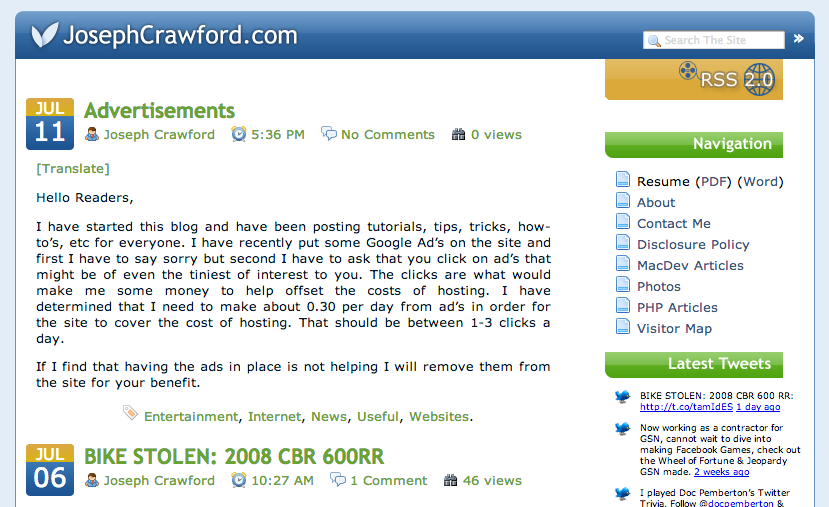 JosephCrawford.com
Search The Site
»
RSS 2.0
JUL
11
Advertisements
Joseph Crawford 5:36 PM No Comments 0 views
[Translate]
Hello Readers,
I have started this blog and have been posting tutorials, tips, tricks, how-
to's, etc for everyone. I have recently put some Google Ad's on the site and
first I have to say sorry but second I have to ask that you click on ad's that
might be of even the tiniest of interest to you. The clicks are what would
make me some money to help offset the costs of hosting. I have
determined that I need to make about 0.30 per day from ad's in order for
the site to cover the cost of hosting. That should be between 1-3 clicks a
day.
If I find that having the ads in place is not helping I will remove them from
the site for your benefit.
Entertainment, Internet, News, Useful, Websites.
JUL
06
BIKE STOLEN: 2008 CBR 600RR
Joseph Crawford 10:27 AM 1 Comment 46 views
Navigation
Resume (PDF) (Word)
About
Contact Me
Disclosure Policy
MacDev Articles
Photos
PHP Articles
Visitor Map
Latest Tweets
BIKE STOLEN: 2008 CBR 600 RR:
http://t.co/tamIdES 1 day ago
Now working as a contractor for
GSN, cannot wait to dive into
making Facebook Games, check out
the Wheel of Fortune & Jeopardy
GSN made. 2 weeks ago
I played Doc Pemberton's Twitter
Trivia. Follow @docpemberton &